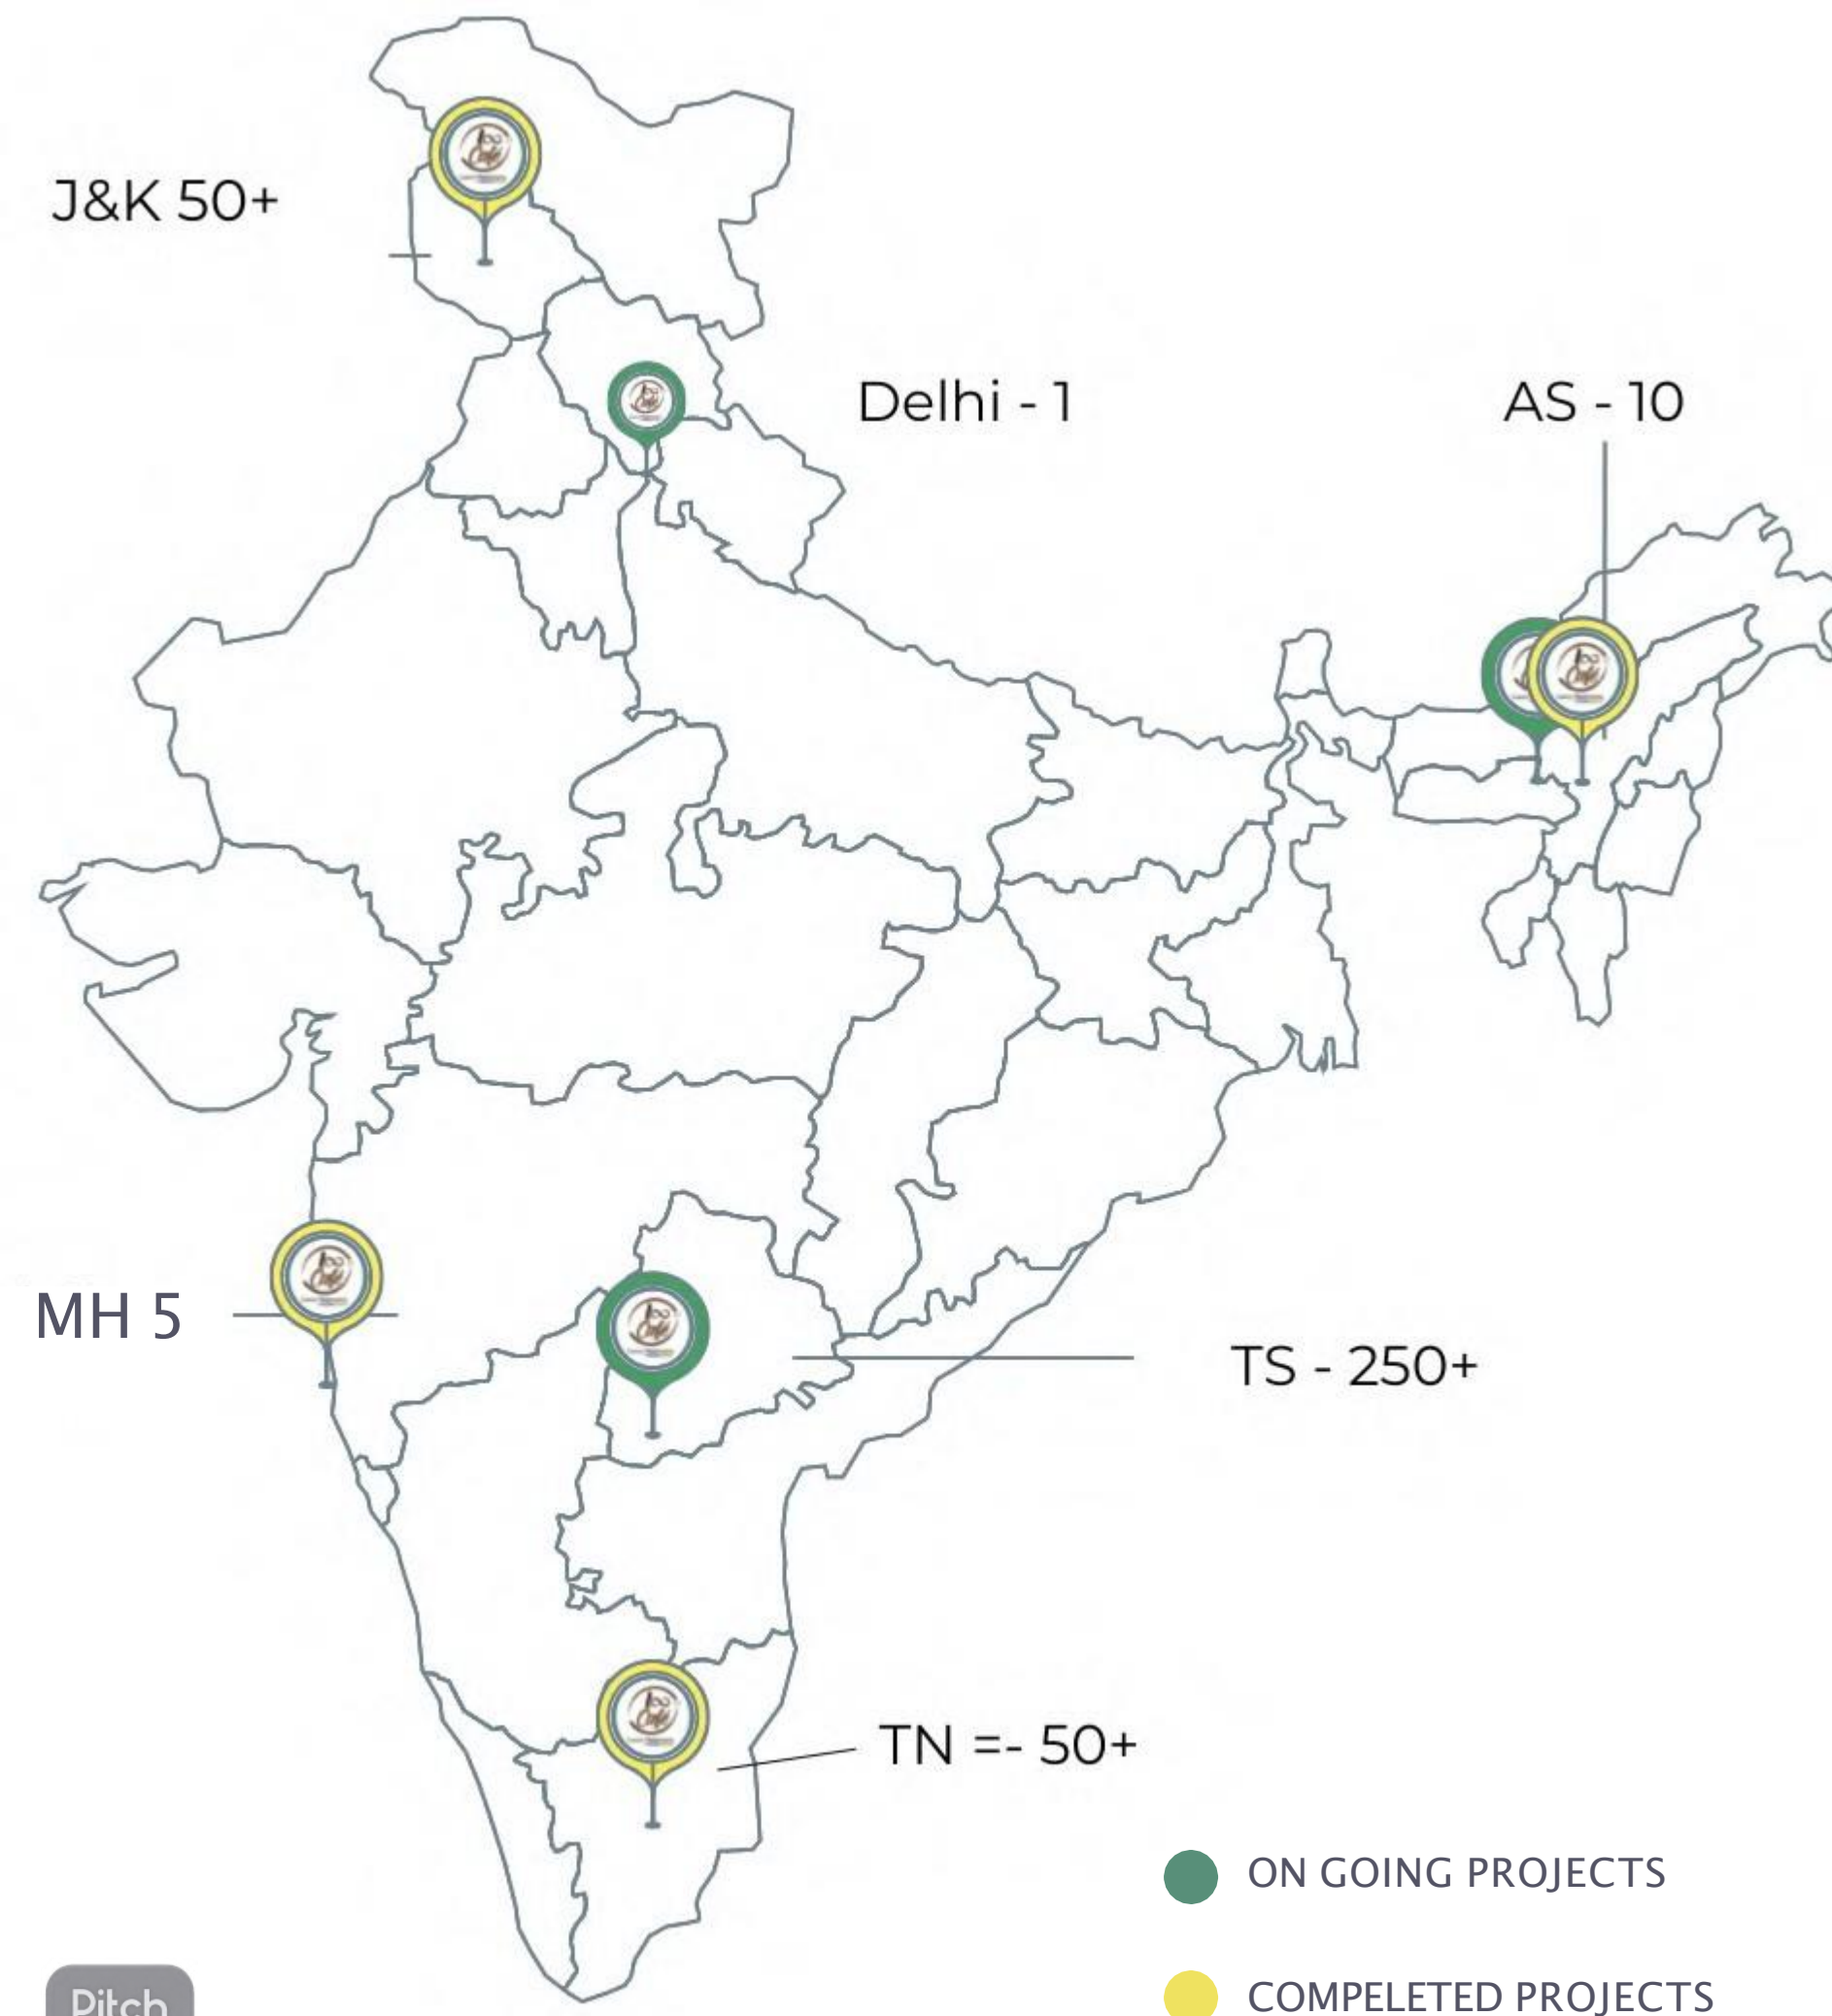 J&K 50+
Delhi - 1
AS - 10
MH 5
TS - 250+
TN =- 50+
ON GOING PROJECTS
COMPELETED PROJECTS
Pitch